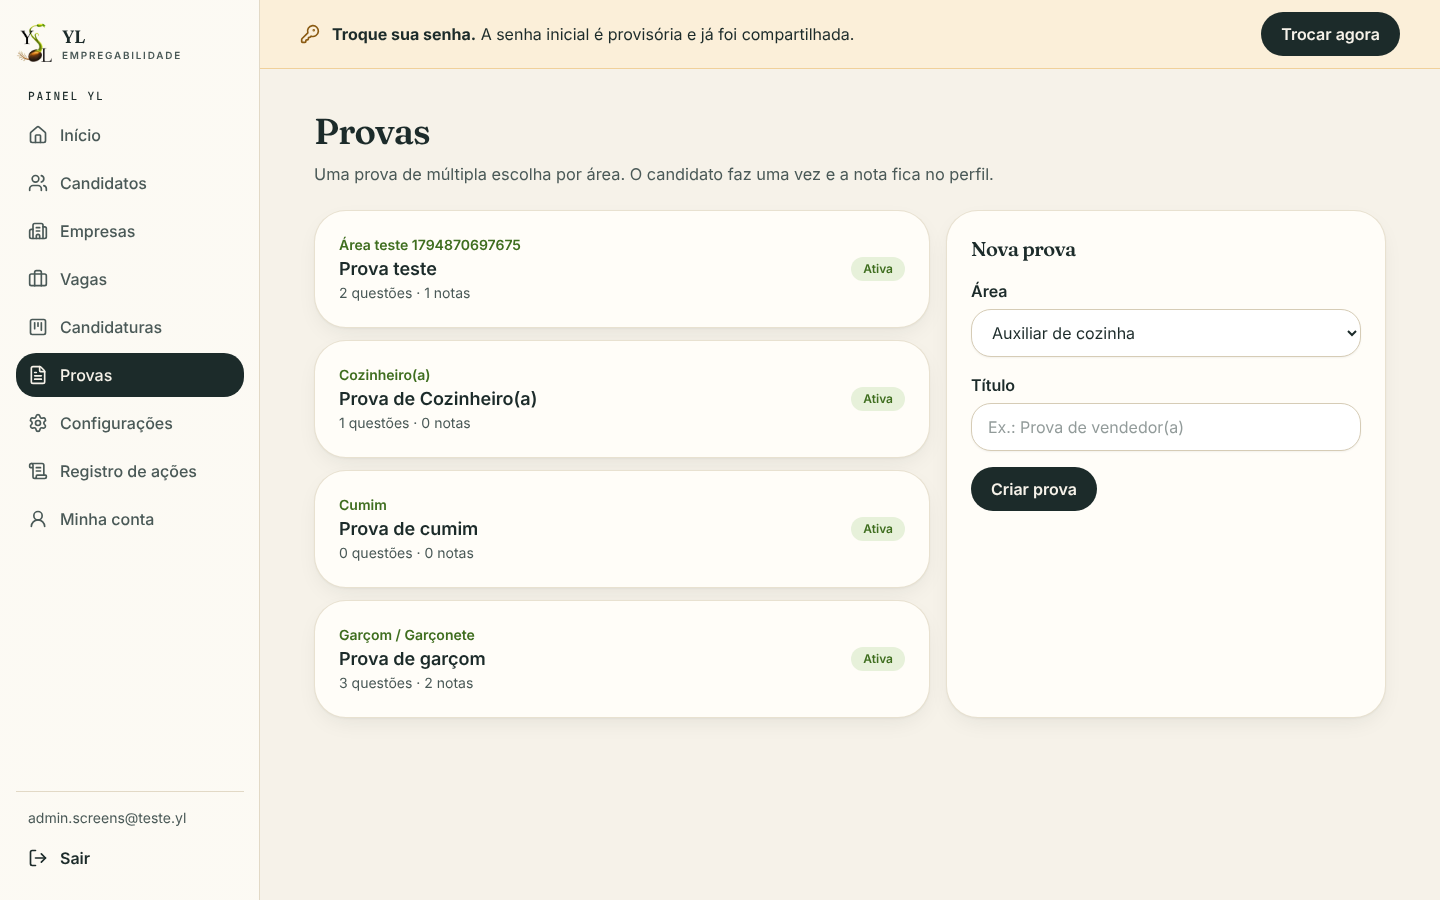 YL
YL
EMPREGABILIDADE
PAINEL YL
Início
Candidatos
Empresas
Vagas
Candidaturas
Provas
Configurações
Registro de ações
Minha conta
admin.screens@teste.yl
Sair
Troque sua senha. A senha inicial é provisória e já foi compartilhada.
Trocar agora
Provas
Uma prova de múltipla escolha por área. O candidato faz uma vez e a nota fica no perfil.
Área teste 1794870697675
Prova teste
2 questões · 1 notas
Ativa
Cozinheiro(a)
Prova de Cozinheiro(a)
1 questões · 0 notas
Ativa
Cumim
Prova de cumim
0 questões · 0 notas
Ativa
Garçom / Garçonete
Prova de garçom
3 questões · 2 notas
Ativa
Nova prova
Área
Auxiliar de cozinha
Título
Ex.: Prova de vendedor(a)
Criar prova